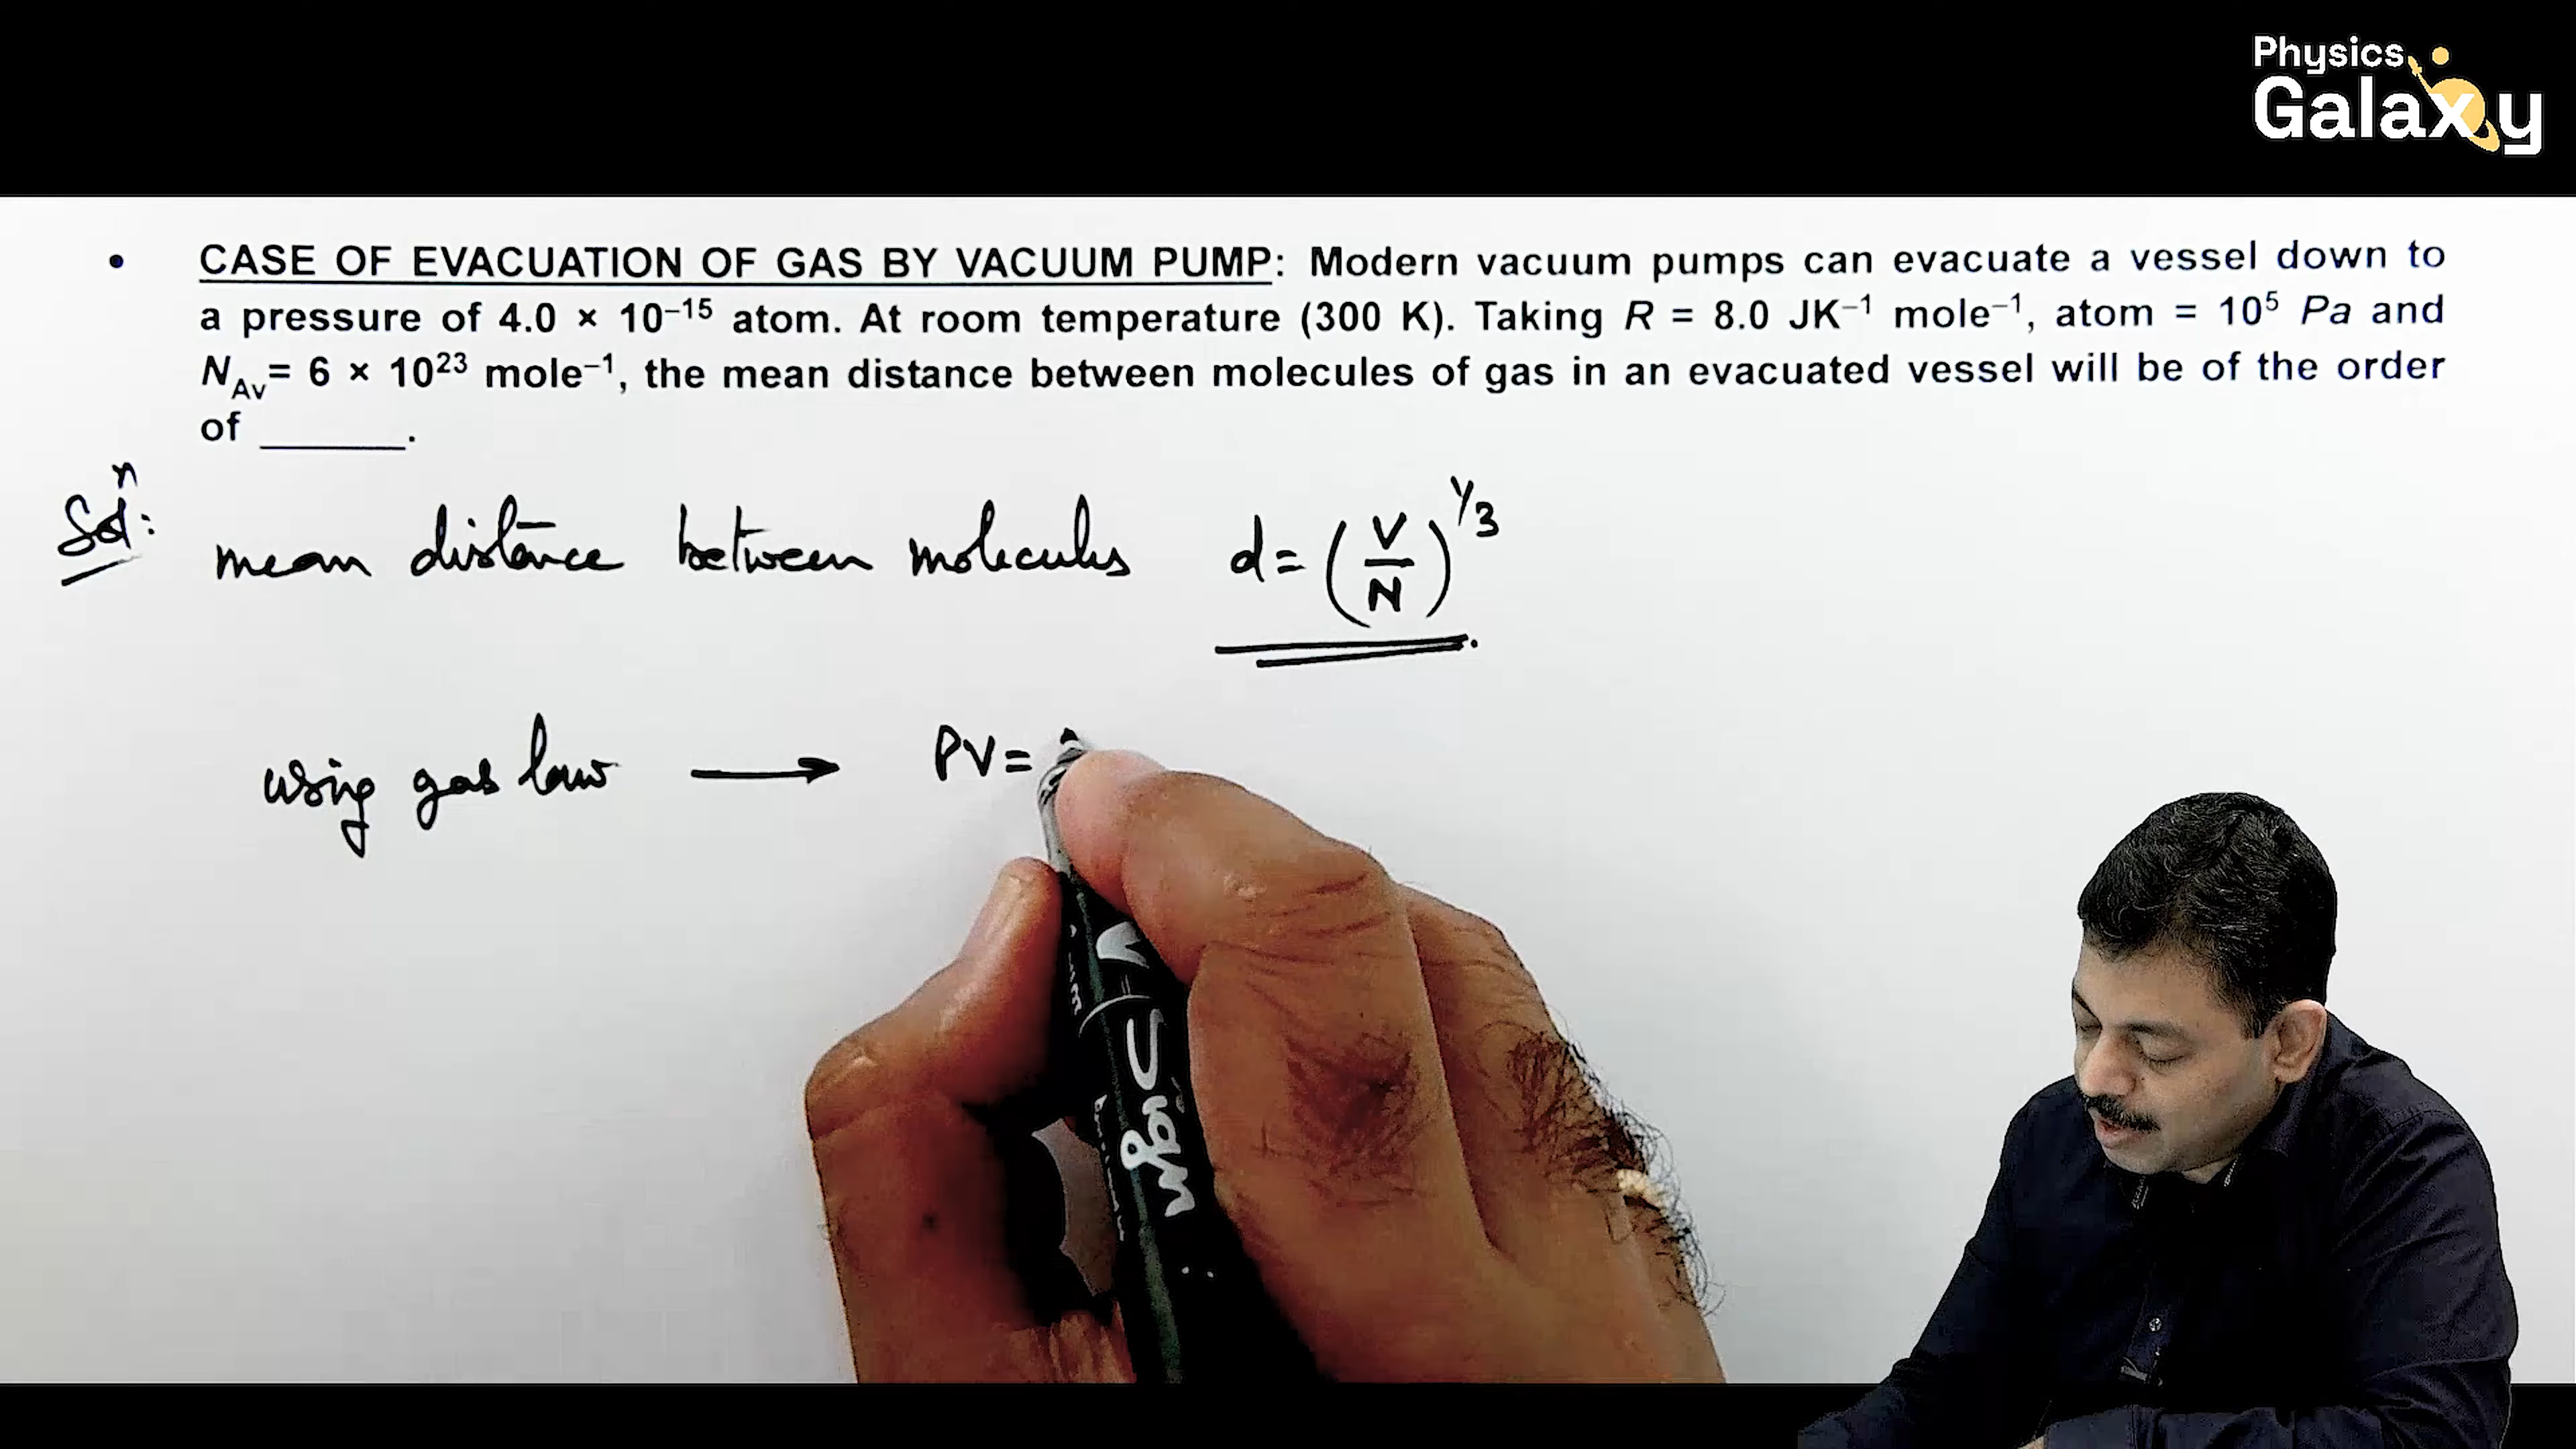 Physics
Galaxy
• CASE OF EVACUATION OF GAS BY VACUUM PUMP: Modern vacuum pumps can evacuate a vessel down to
a pressure of 4.0 × 10⁻¹⁵ atom. At room temperature (300 K). Taking R = 8.0 JK⁻¹ mole⁻¹, atom = 10⁵ Pa and
N_Av = 6 × 10²³ mole⁻¹, the mean distance between molecules of gas in an evacuated vessel will be of the order
of ______.
Solⁿ: mean distance between molecules d = (V/N)^1/3
using gas law → PV =